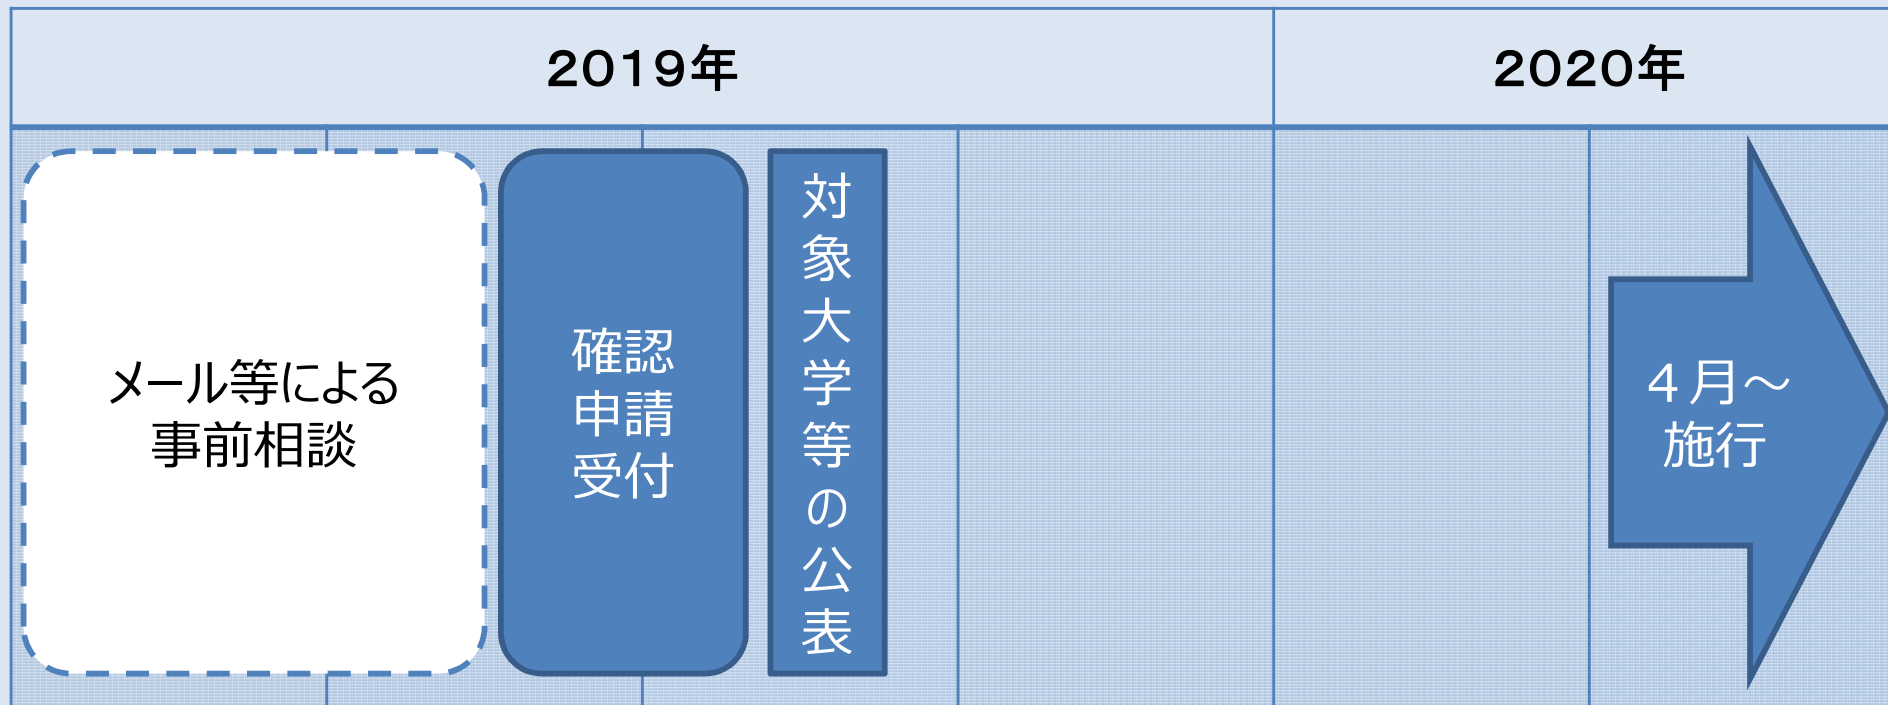 ２０１９年
２０２０年
メール等による
事前相談
確認
申請
受付
対象大学等の公表
４月～
施行